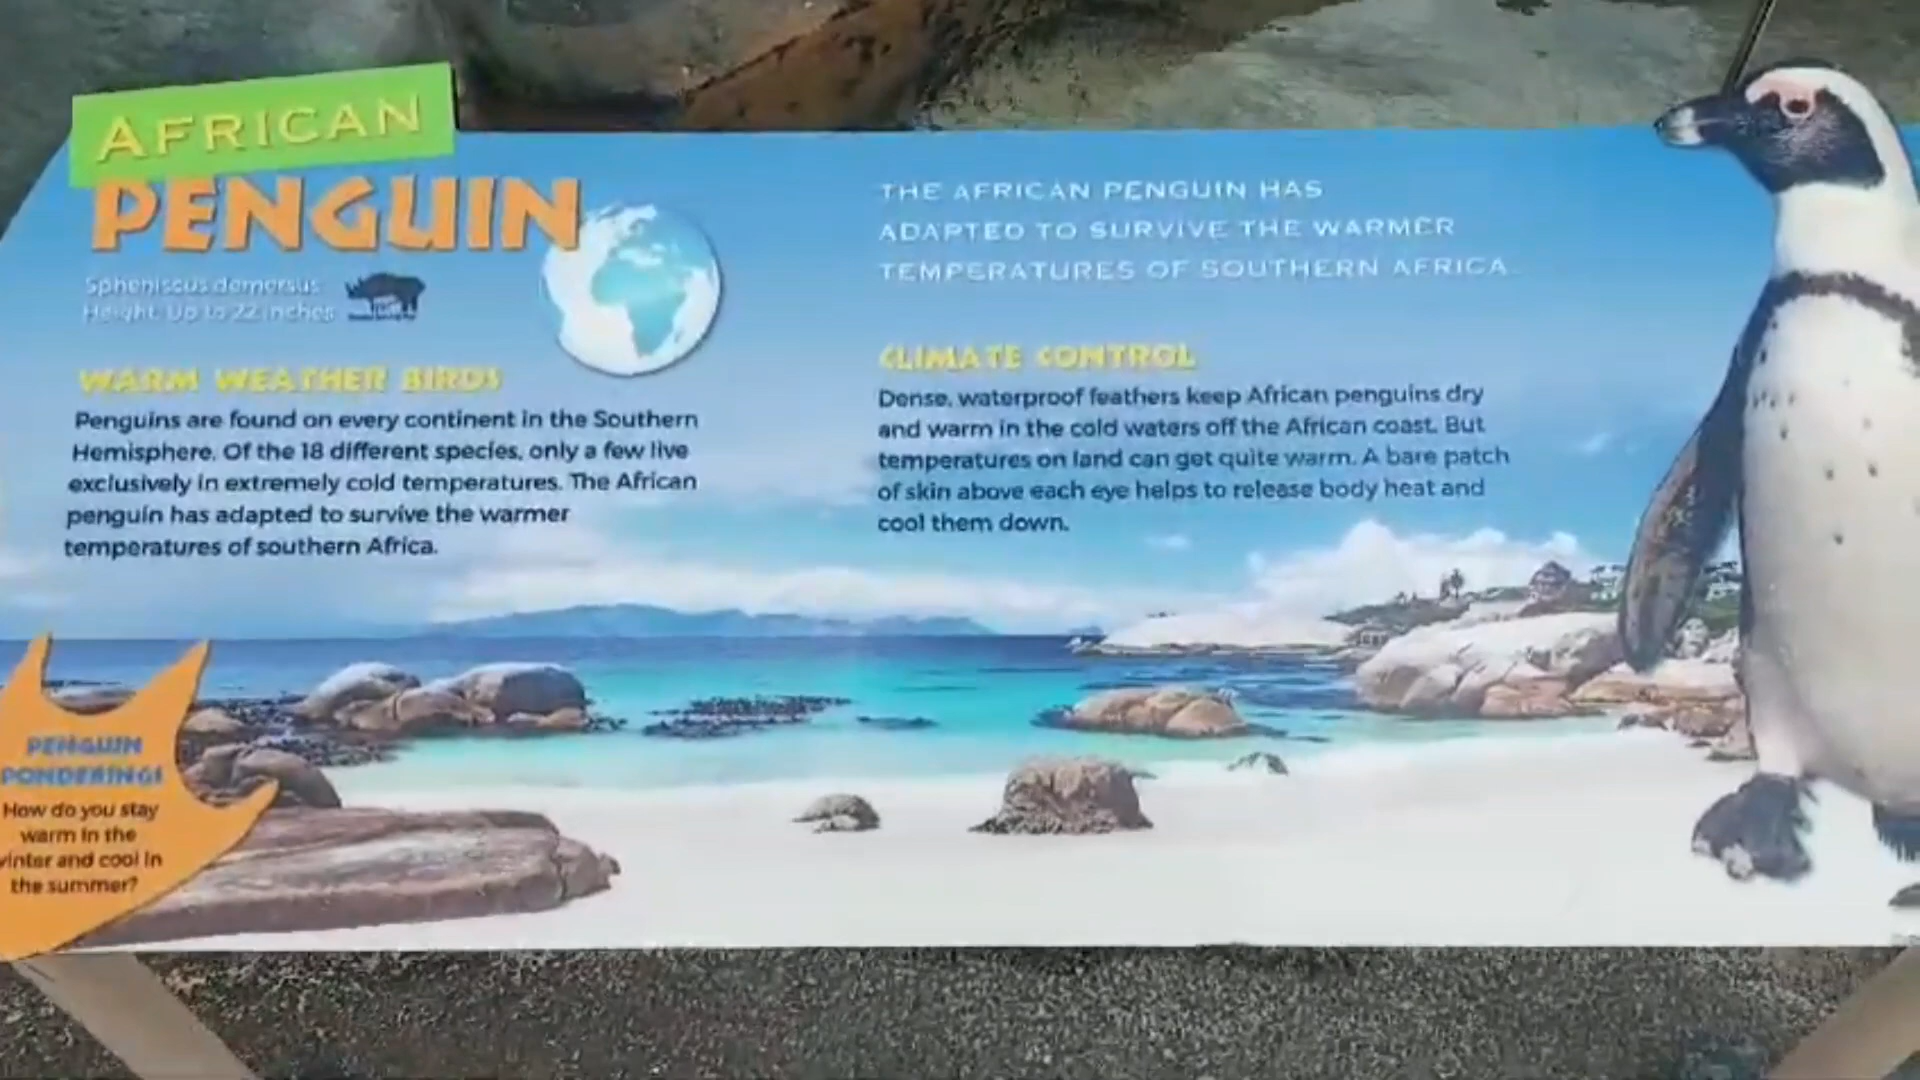 AFRICAN
PENGUIN
Spheniscus demersus
Height: Up to 22 inches
WARM WEATHER BIRDS
Penguins are found on every continent in the Southern
Hemisphere. Of the 18 different species, only a few live
exclusively in extremely cold temperatures. The African
penguin has adapted to survive the warmer
temperatures of southern Africa.
THE AFRICAN PENGUIN HAS
ADAPTED TO SURVIVE THE WARMER
TEMPERATURES OF SOUTHERN AFRICA.
CLIMATE CONTROL
Dense, waterproof feathers keep African penguins dry
and warm in the cold waters off the African coast. But
temperatures on land can get quite warm. A bare patch
of skin above each eye helps to release body heat and
cool them down.
PENGUIN
PONDERINGS
How do you stay
warm in the
winter and cool in
the summer?